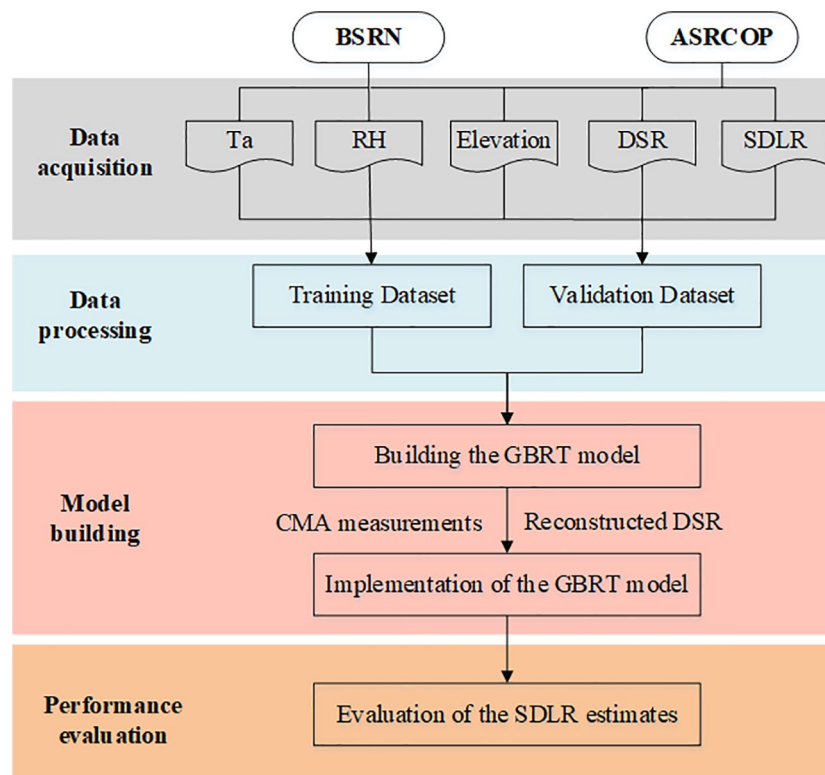 BSRN
ASRCOP
Data
acquisition
Ta
RH
Elevation
DSR
SDLR
Data
processing
Training Dataset
Validation Dataset
Model
building
Building the GBRT model
CMA measurements
Reconstructed DSR
Implementation of the GBRT model
Performance
evaluation
Evaluation of the SDLR estimates